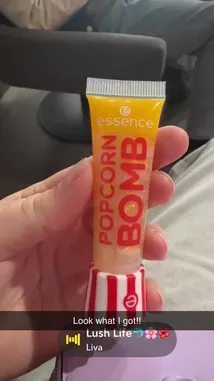 essence
POPCORN
BOMB
Look what I got!!
Lush Life🦋🌸🌺
Liva